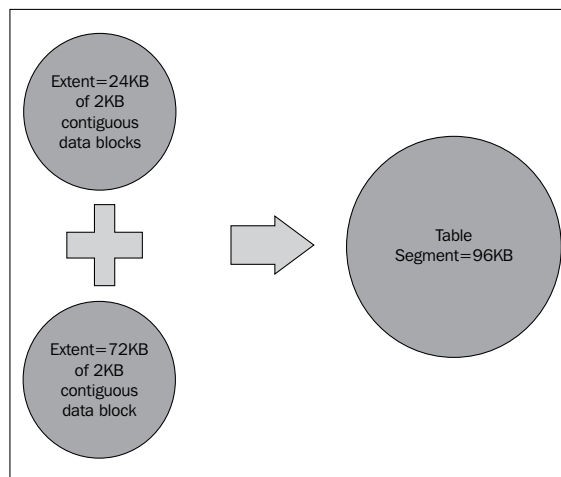 Extent=24KB
of 2KB
contiguous
data blocks
Table
Segment=96KB
Extent=72KB
of 2KB
contiguous
data block